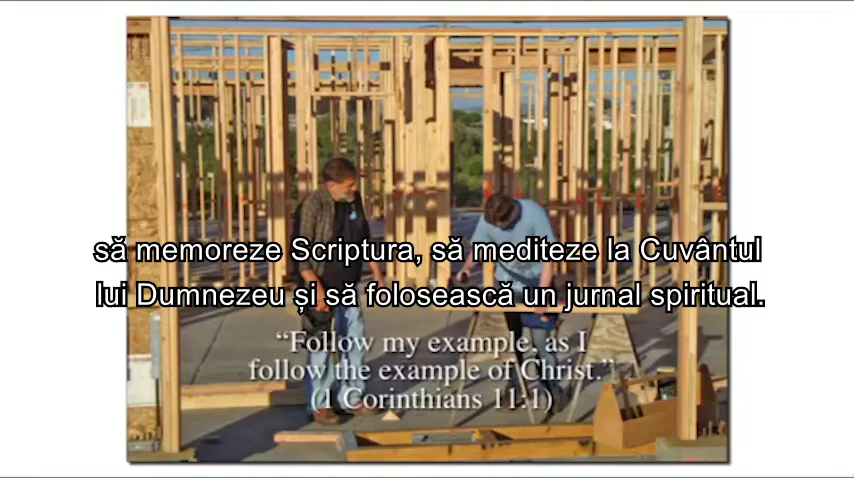 să memoreze Scriptura, să mediteze la Cuvântul
lui Dumnezeu și să folosească un jurnal spiritual.
“Follow my example, as I
follow the example of Christ.”
(1 Corinthians 11:1)